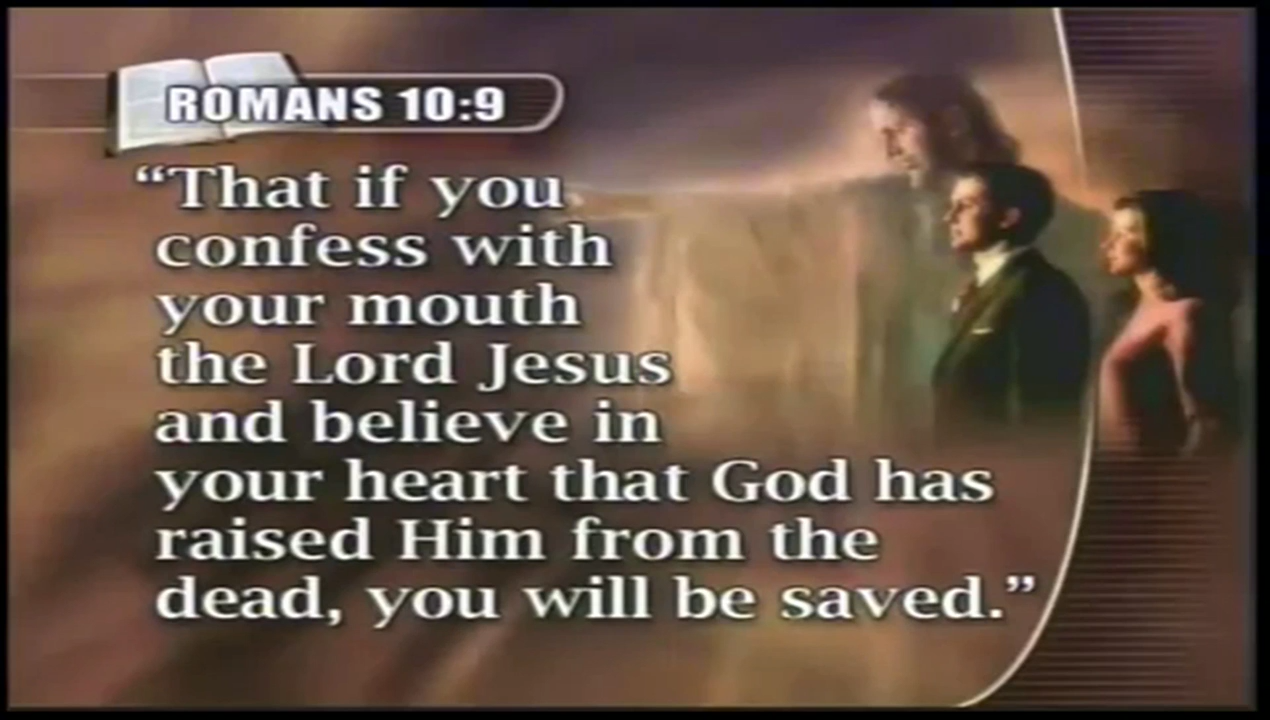 ROMANS 10:9
“That if you
confess with
your mouth
the Lord Jesus
and believe in
your heart that God has
raised Him from the
dead, you will be saved.”